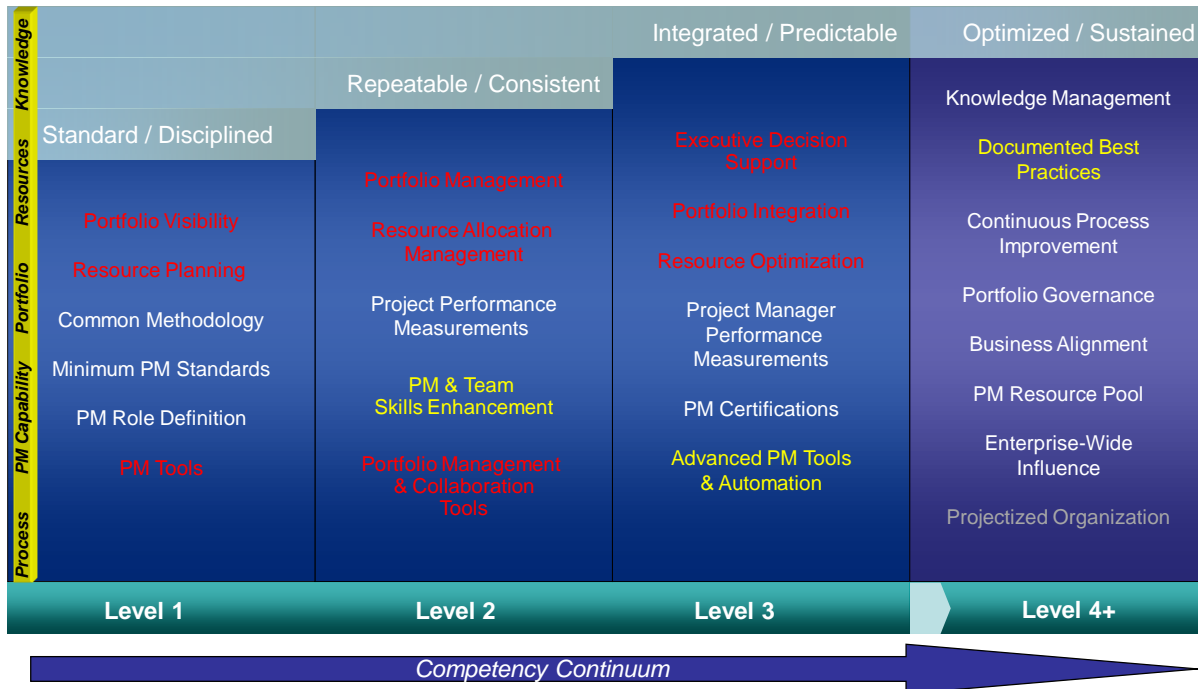 Knowledge
Resources
Portfolio
PM Capability
Process
Standard / Disciplined
Portfolio Visibility
Resource Planning
Common Methodology
Minimum PM Standards
PM Role Definition
PM Tools
Level 1
Repeatable / Consistent
Portfolio Management
Resource Allocation
Management
Project Performance
Measurements
PM & Team
Skills Enhancement
Portfolio Management
& Collaboration
Tools
Level 2
Integrated / Predictable
Executive Decision
Support
Portfolio Integration
Resource Optimization
Project Manager
Performance
Measurements
PM Certifications
Advanced PM Tools
& Automation
Level 3
Optimized / Sustained
Knowledge Management
Documented Best
Practices
Continuous Process
Improvement
Portfolio Governance
Business Alignment
PM Resource Pool
Enterprise-Wide
Influence
Projectized Organization
Level 4+
Competency Continuum